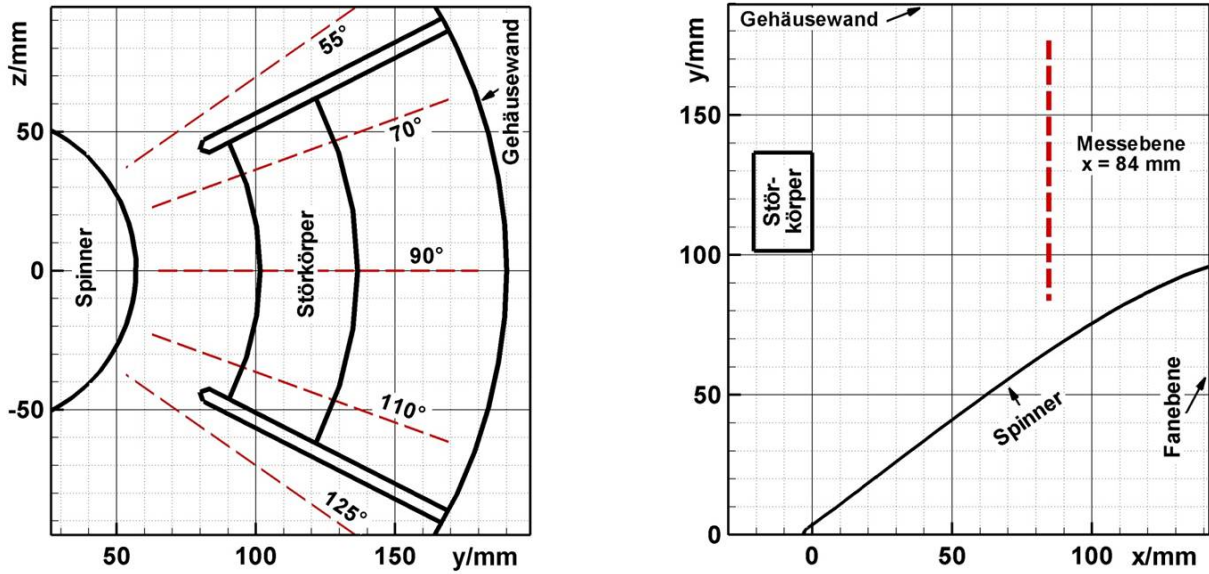 z/mm
50
0
-50
50
100
150
y/mm
55°
70°
90°
110°
125°
Spinner
Störkörper
Gehäusewand
Gehäusewand
y/mm
150
100
50
0
Stör-
körper
Messebene
x = 84 mm
Spinner
Fanebene
0
50
100
x/mm